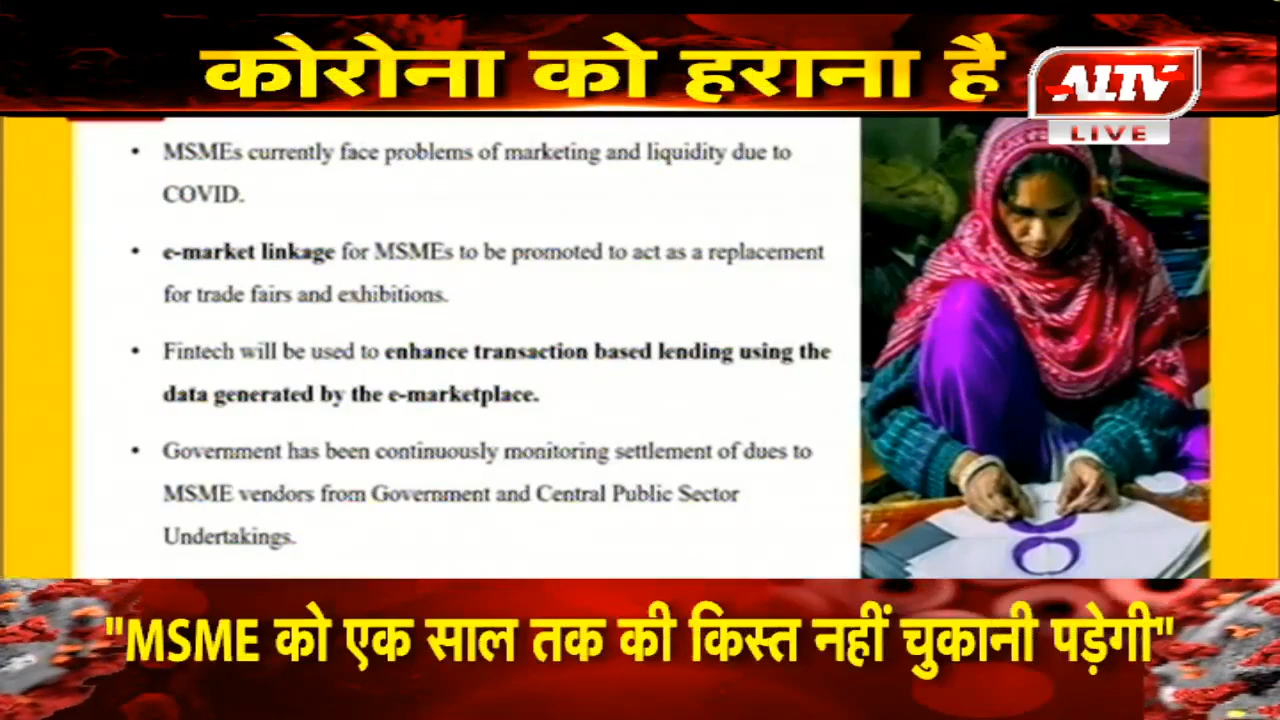 कोरोना को हराना है
ALTV
LIVE
• MSMEs currently face problems of marketing and liquidity due to
COVID.
• e-market linkage for MSMEs to be promoted to act as a replacement
for trade fairs and exhibitions.
• Fintech will be used to enhance transaction based lending using the
data generated by the e-marketplace.
• Government has been continuously monitoring settlement of dues to
MSME vendors from Government and Central Public Sector
Undertakings.
"MSME को एक साल तक की किस्त नहीं चुकानी पड़ेगी"